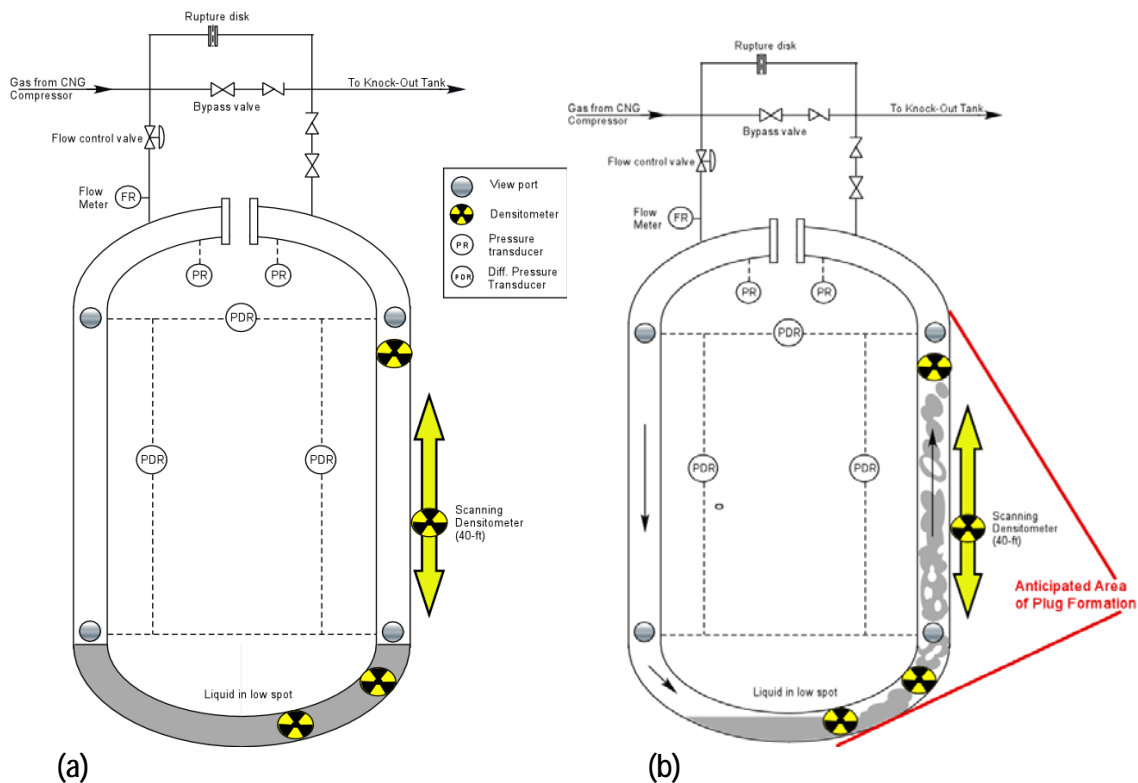 Rupture disk
Gas from CNG
Compressor
To Knock-Out Tank
Bypass valve
Flow control valve
Flow
Meter
FR
PR
PR
PDR
PDR
PDR
Liquid in low spot
Scanning
Densitometer
(40-ft)
View port
Densitometer
PR
Pressure
transducer
PDR
Diff. Pressure
Transducer
(a)
Rupture disk
Gas from CNG
Compressor
To Knock-Out Tank
Bypass valve
Flow control valve
Flow
Meter
FR
PR
PR
PDR
PDR
PDR
Scanning
Densitometer
(40-ft)
Anticipated Area
of Plug Formation
Liquid in low spot
(b)